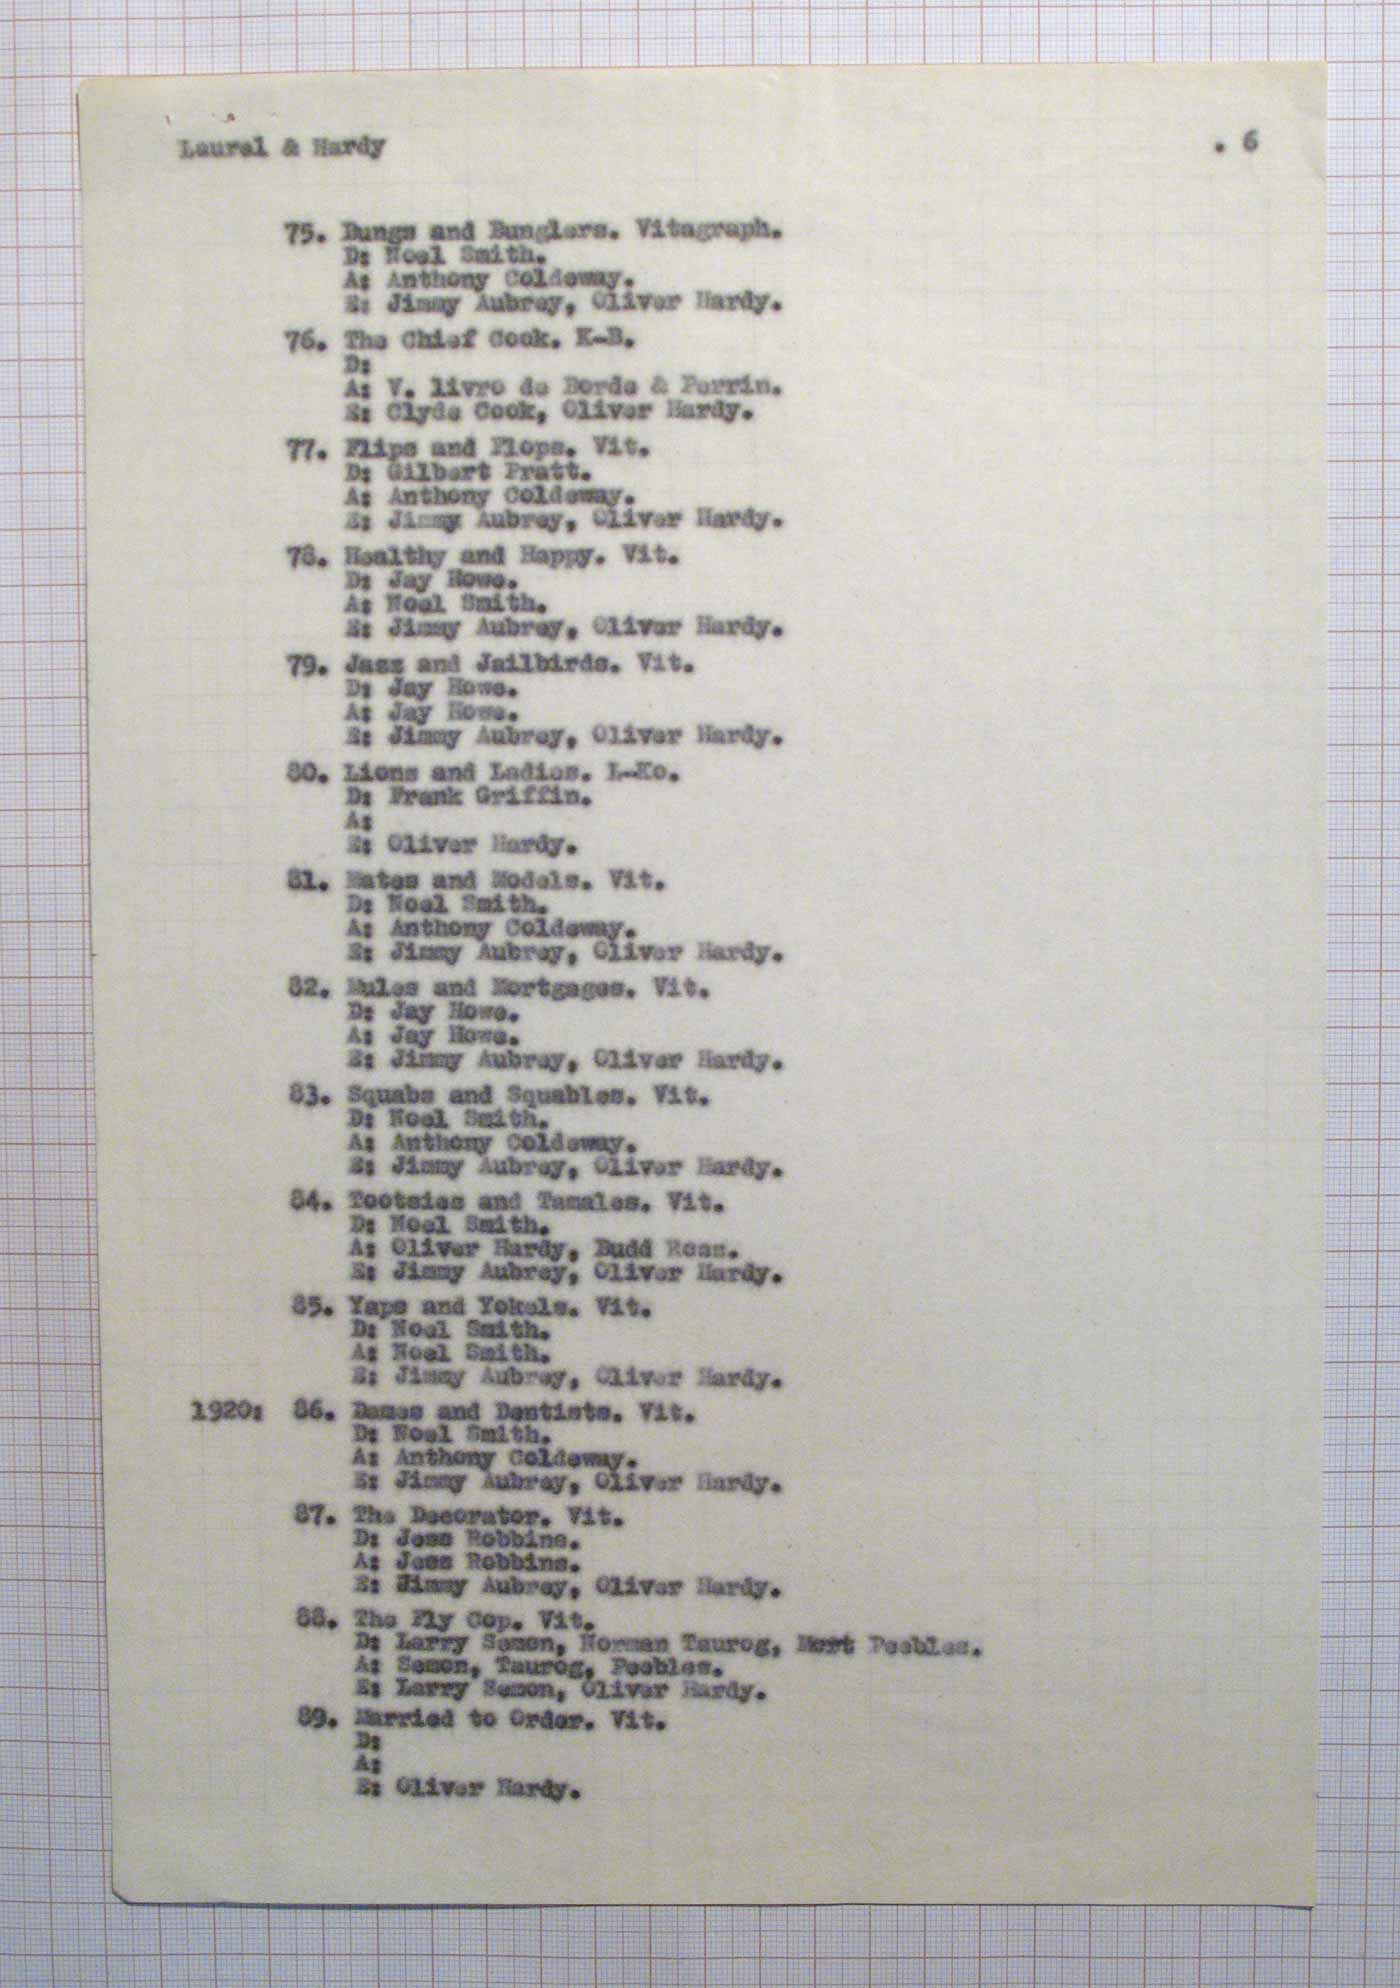 Laurel & Hardy . 6
75. Bungs and Bunglers. Vitagraph.
D: Noel Smith.
A: Anthony Coldeway.
E: Jimmy Aubrey, Oliver Hardy.
76. The Chief Cook. K-B.
D:
A: V. livre de Borde & Perrin.
E: Clyde Cook, Oliver Hardy.
77. Flips and Flops. Vit.
D: Gilbert Pratt.
A: Anthony Coldeway.
E: Jimmy Aubrey, Oliver Hardy.
78. Healthy and Happy. Vit.
D: Jay Howe.
A: Noel Smith.
E: Jimmy Aubrey, Oliver Hardy.
79. Jazz and Jailbirds. Vit.
D: Jay Howe.
A: Jay Howe.
E: Jimmy Aubrey, Oliver Hardy.
80. Lions and Ladies. L-Ko.
D: Frank Griffin.
A:
E: Oliver Hardy.
81. Mates and Models. Vit.
D: Noel Smith.
A: Anthony Coldeway.
E: Jimmy Aubrey, Oliver Hardy.
82. Mules and Mortgages. Vit.
D: Jay Howe.
A: Jay Howe.
E: Jimmy Aubrey, Oliver Hardy.
83. Squabs and Squables. Vit.
D: Noel Smith.
A: Anthony Coldeway.
E: Jimmy Aubrey, Oliver Hardy.
84. Tootsies and Tamales. Vit.
D: Noel Smith.
A: Oliver Hardy, Budd Ross.
E: Jimmy Aubrey, Oliver Hardy.
85. Yaps and Yokels. Vit.
D: Noel Smith.
A: Noel Smith.
E: Jimmy Aubrey, Oliver Hardy.
1920: 86. Dames and Dentists. Vit.
D: Noel Smith.
A: Anthony Coldeway.
E: Jimmy Aubrey, Oliver Hardy.
87. The Decorator. Vit.
D: Jess Robbins.
A: Jess Robbins.
E: Jimmy Aubrey, Oliver Hardy.
88. The Fly Cop. Vit.
D: Larry Semon, Norman Taurog, Mort Peebles.
A: Semon, Taurog, Peebles.
E: Larry Semon, Oliver Hardy.
89. Married to Order. Vit.
D:
A:
E: Oliver Hardy.